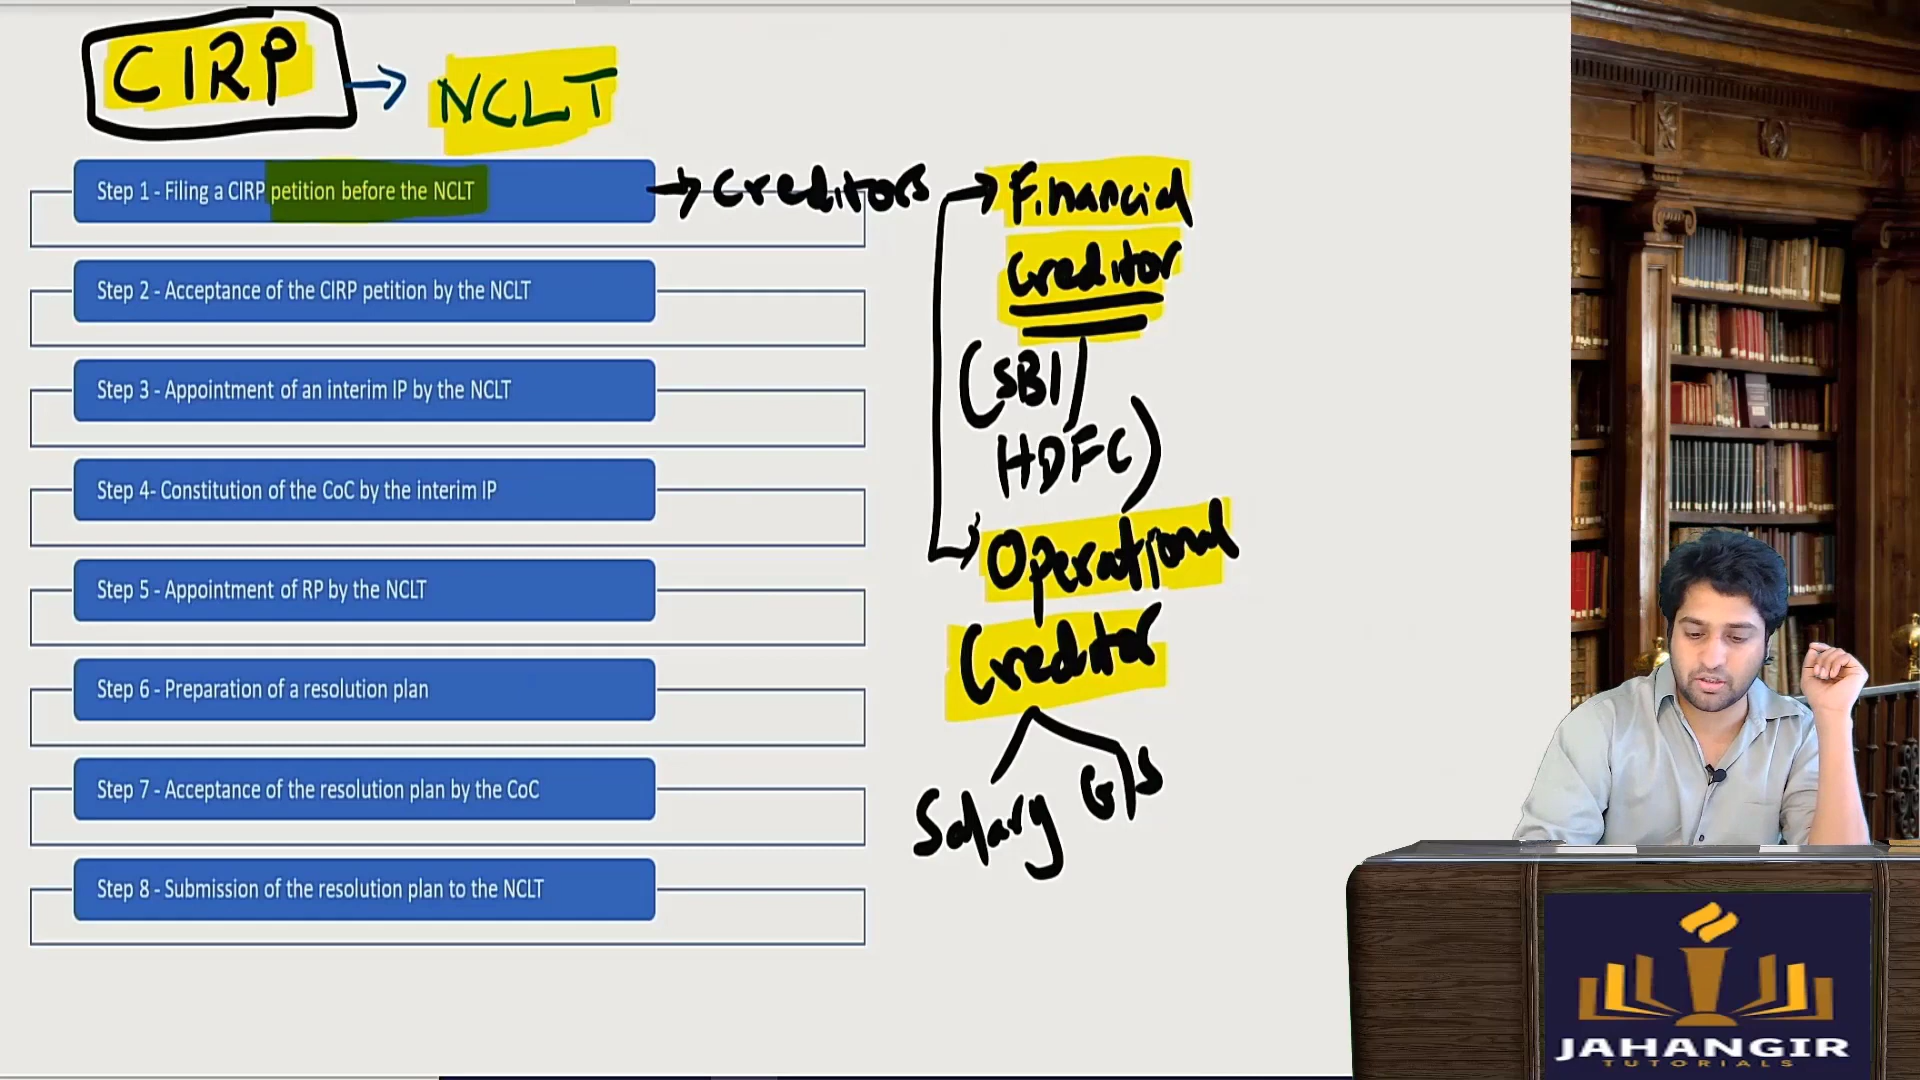 CIRP → NCLT
Step 1 - Filing a CIRP petition before the NCLT
→ Creditors
→ Financial
Creditor
(SBI/
HDFC)
→ Operational
Creditor
Salary G/S
Step 2 - Acceptance of the CIRP petition by the NCLT
Step 3 - Appointment of an interim IP by the NCLT
Step 4- Constitution of the CoC by the interim IP
Step 5 - Appointment of RP by the NCLT
Step 6 - Preparation of a resolution plan
Step 7 - Acceptance of the resolution plan by the CoC
Step 8 - Submission of the resolution plan to the NCLT
JAHANGIR
TUTORIALS